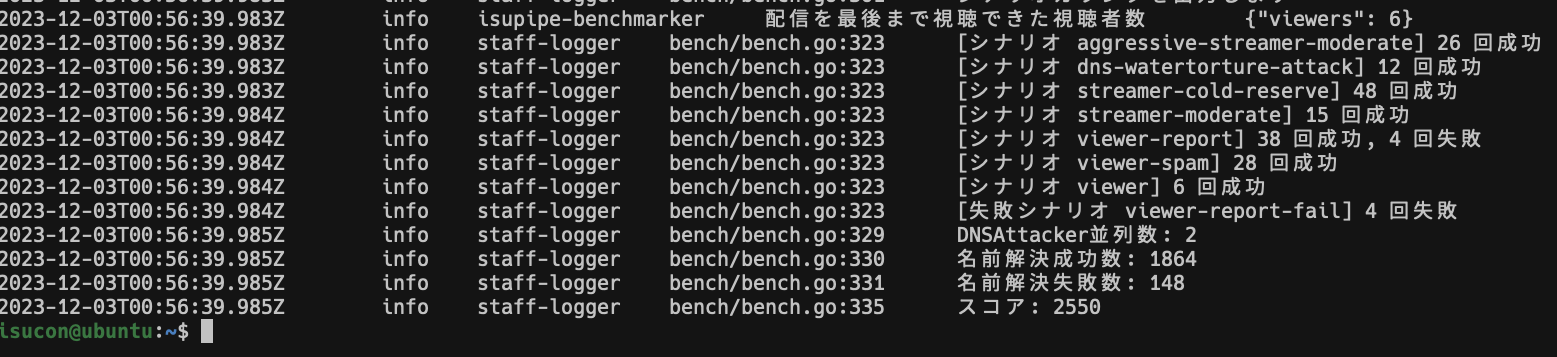 2023-12-03T00:56:39.983Z info isupipe-benchmarker 配信を最後まで視聴できた視聴者数 {"viewers": 6}
2023-12-03T00:56:39.983Z info staff-logger bench/bench.go:323 [シナリオ aggressive-streamer-moderate] 26 回成功
2023-12-03T00:56:39.983Z info staff-logger bench/bench.go:323 [シナリオ dns-watertorture-attack] 12 回成功
2023-12-03T00:56:39.983Z info staff-logger bench/bench.go:323 [シナリオ streamer-cold-reserve] 48 回成功
2023-12-03T00:56:39.984Z info staff-logger bench/bench.go:323 [シナリオ streamer-moderate] 15 回成功
2023-12-03T00:56:39.984Z info staff-logger bench/bench.go:323 [シナリオ viewer-report] 38 回成功, 4 回失敗
2023-12-03T00:56:39.984Z info staff-logger bench/bench.go:323 [シナリオ viewer-spam] 28 回成功
2023-12-03T00:56:39.984Z info staff-logger bench/bench.go:323 [シナリオ viewer] 6 回成功
2023-12-03T00:56:39.984Z info staff-logger bench/bench.go:323 [失敗シナリオ viewer-report-fail] 4 回失敗
2023-12-03T00:56:39.985Z info staff-logger bench/bench.go:329 DNSAttacker並列数: 2
2023-12-03T00:56:39.985Z info staff-logger bench/bench.go:330 名前解決成功数: 1864
2023-12-03T00:56:39.985Z info staff-logger bench/bench.go:331 名前解決失敗数: 148
2023-12-03T00:56:39.985Z info staff-logger bench/bench.go:335 スコア: 2550
isucon@ubuntu:~$